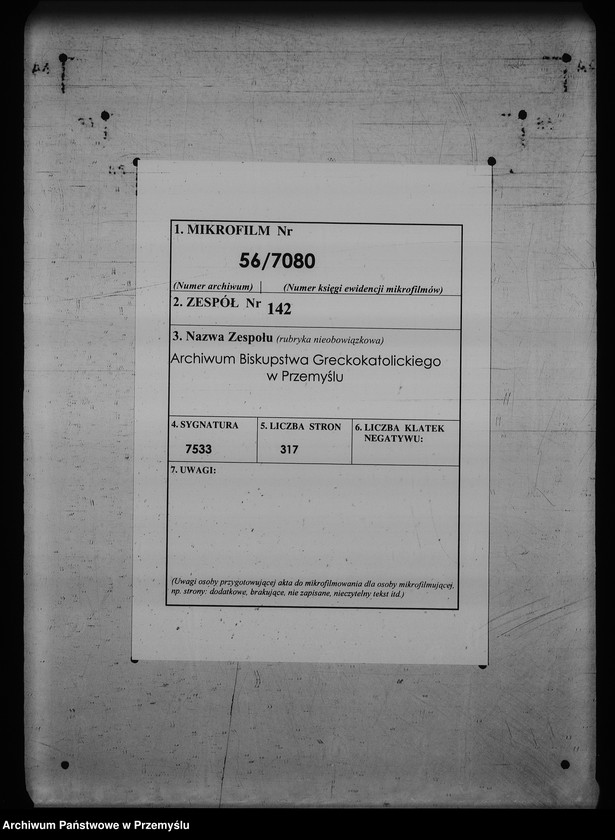 1. MIKROFILM Nr
56/7080
(Numer archiwum) | (Numer księgi ewidencji mikrofilmów)
2. ZESPÓŁ Nr 142
3. Nazwa Zespołu (rubryka nieobowiązkowa)
Archiwum Biskupstwa Greckokatolickiego
w Przemyślu
4. SYGNATURA
7533
5. LICZBA STRON
317
6. LICZBA KLATEK
NEGATYWU:
7. UWAGI:
(Uwagi osoby przygotowującej akta do mikrofilmowania dla osoby mikrofilmującej,
np. strony: dodatkowe, brakujące, nie zapisane, nieczytelny tekst itd.)
Archiwum Państwowe w Przemyślu